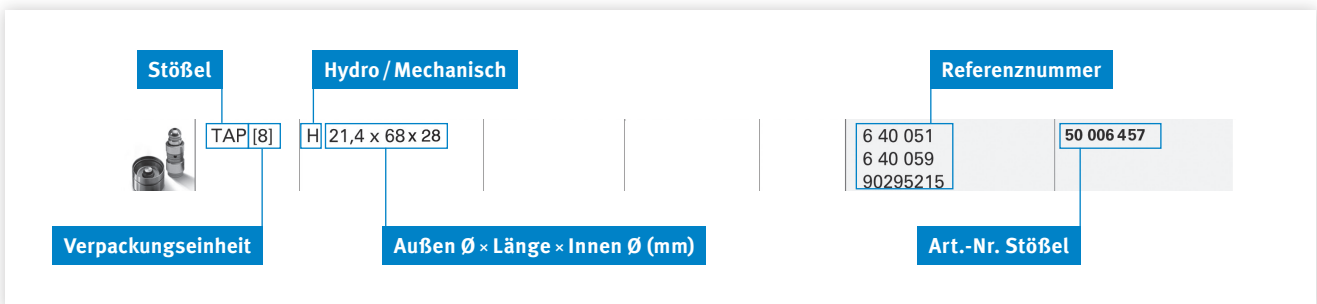 Stößel
Hydro / Mechanisch
Referenznummer
TAP [8] H 21,4 x 68 x 28 6 40 051 50 006 457
6 40 059
90295215
Verpackungseinheit
Außen Ø × Länge × Innen Ø (mm)
Art.-Nr. Stößel